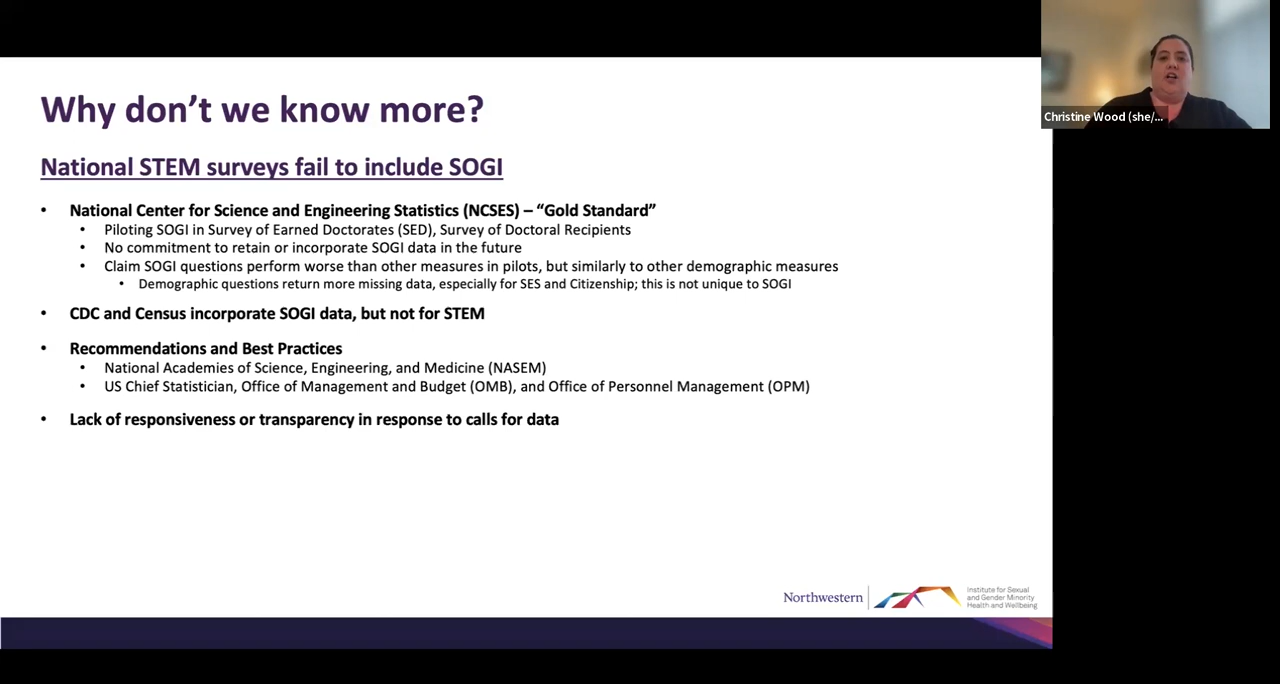 Why don't we know more?
National STEM surveys fail to include SOGI
• National Center for Science and Engineering Statistics (NCSES) – “Gold Standard”
• Piloting SOGI in Survey of Earned Doctorates (SED), Survey of Doctoral Recipients
• No commitment to retain or incorporate SOGI data in the future
• Claim SOGI questions perform worse than other measures in pilots, but similarly to other demographic measures
• Demographic questions return more missing data, especially for SES and Citizenship; this is not unique to SOGI
• CDC and Census incorporate SOGI data, but not for STEM
• Recommendations and Best Practices
• National Academies of Science, Engineering, and Medicine (NASEM)
• US Chief Statistician, Office of Management and Budget (OMB), and Office of Personnel Management (OPM)
• Lack of responsiveness or transparency in response to calls for data
Christine Wood (she/...
Northwestern
Institute for Sexual
and Gender Minority
Health and Wellbeing